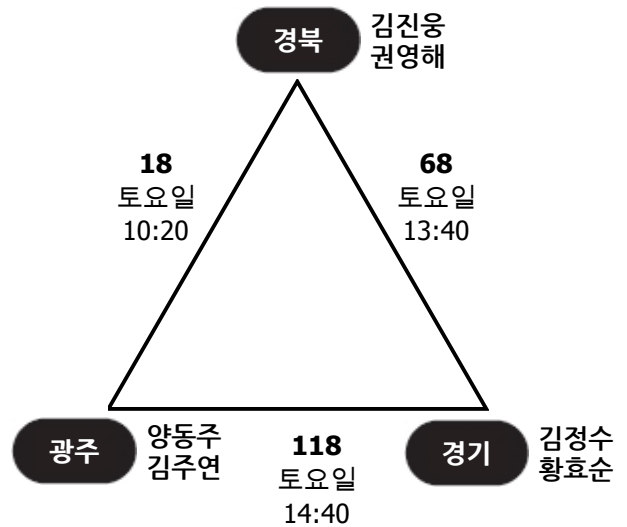 경북
김진웅
권영해
18
토요일
10:20
68
토요일
13:40
광주
양동주
김주연
118
토요일
14:40
경기
김정수
황효순